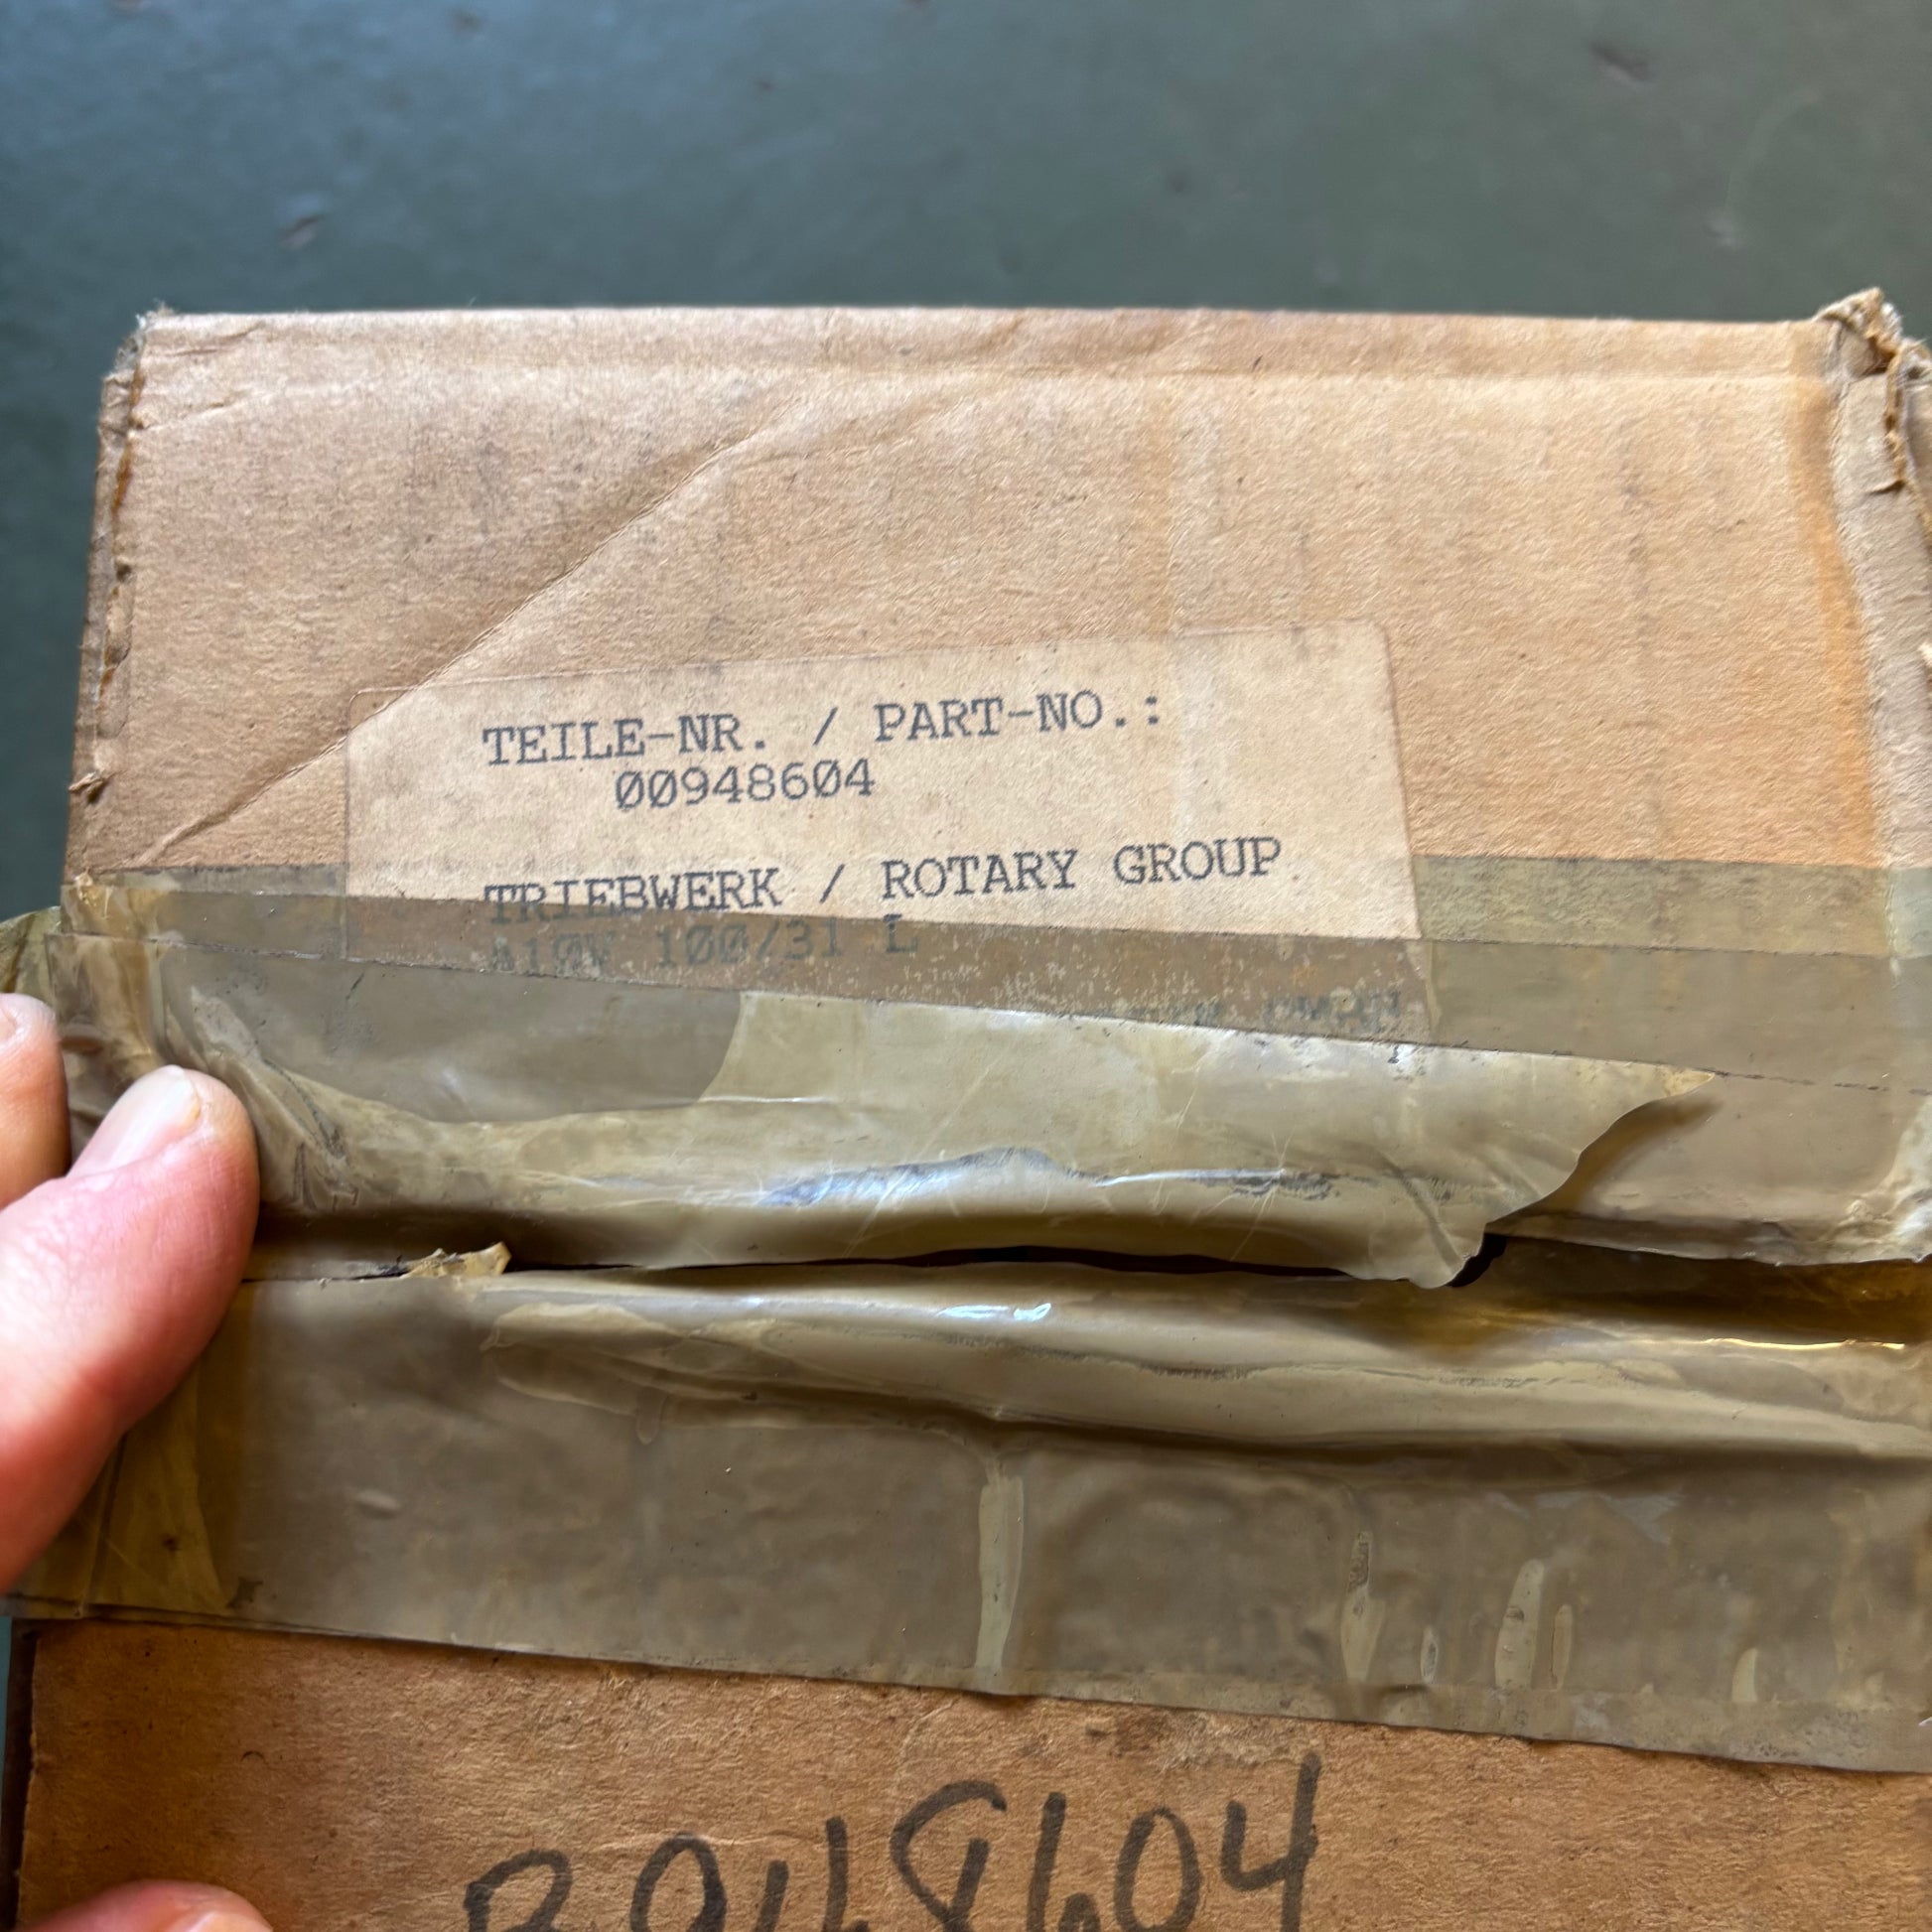 TEILE-NR. / PART-NO.:
00948604
TRIEBWERK / ROTARY GROUP
A10V 100/31 L